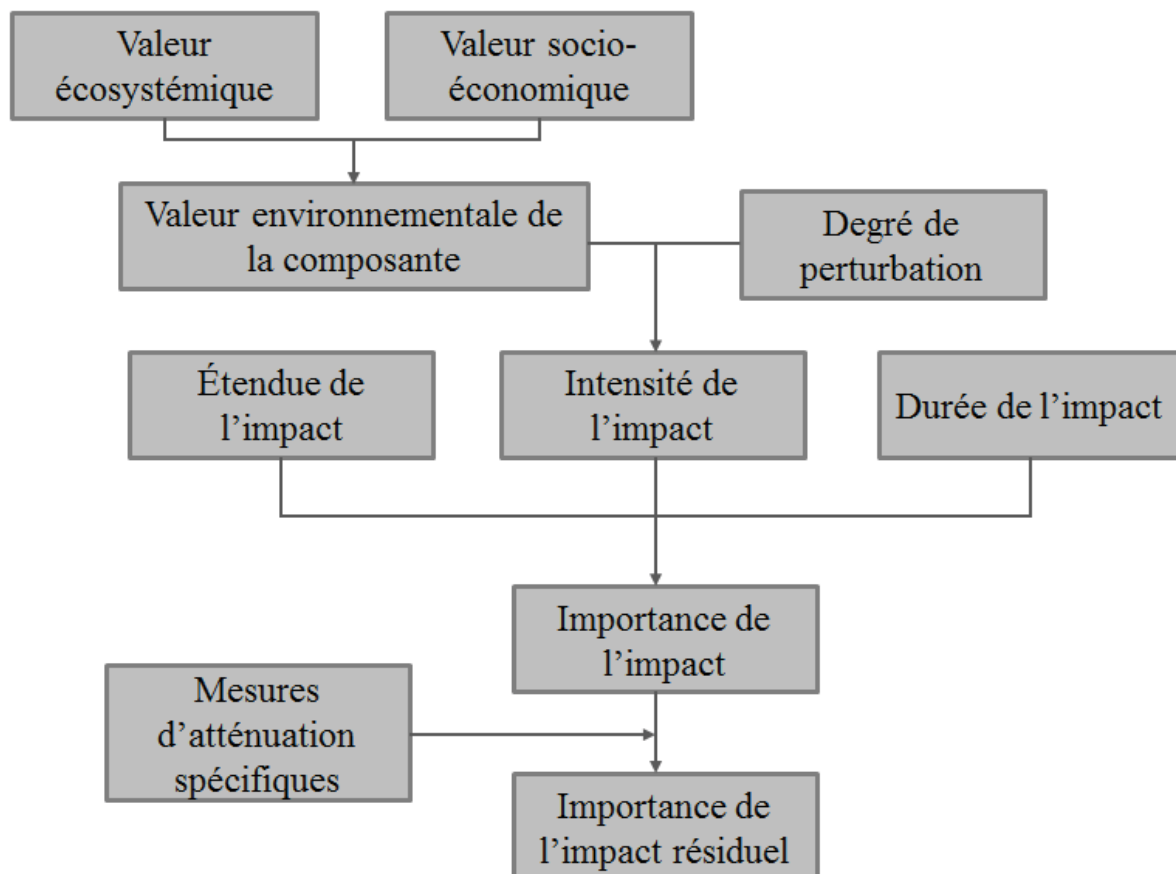 Valeur
écosystémique
Valeur socio-
économique
Valeur environnementale de
la composante
Degré de
perturbation
Étendue de
l’impact
Intensité de
l’impact
Durée de l’impact
Importance de
l’impact
Mesures
d’atténuation
spécifiques
Importance de
l’impact résiduel